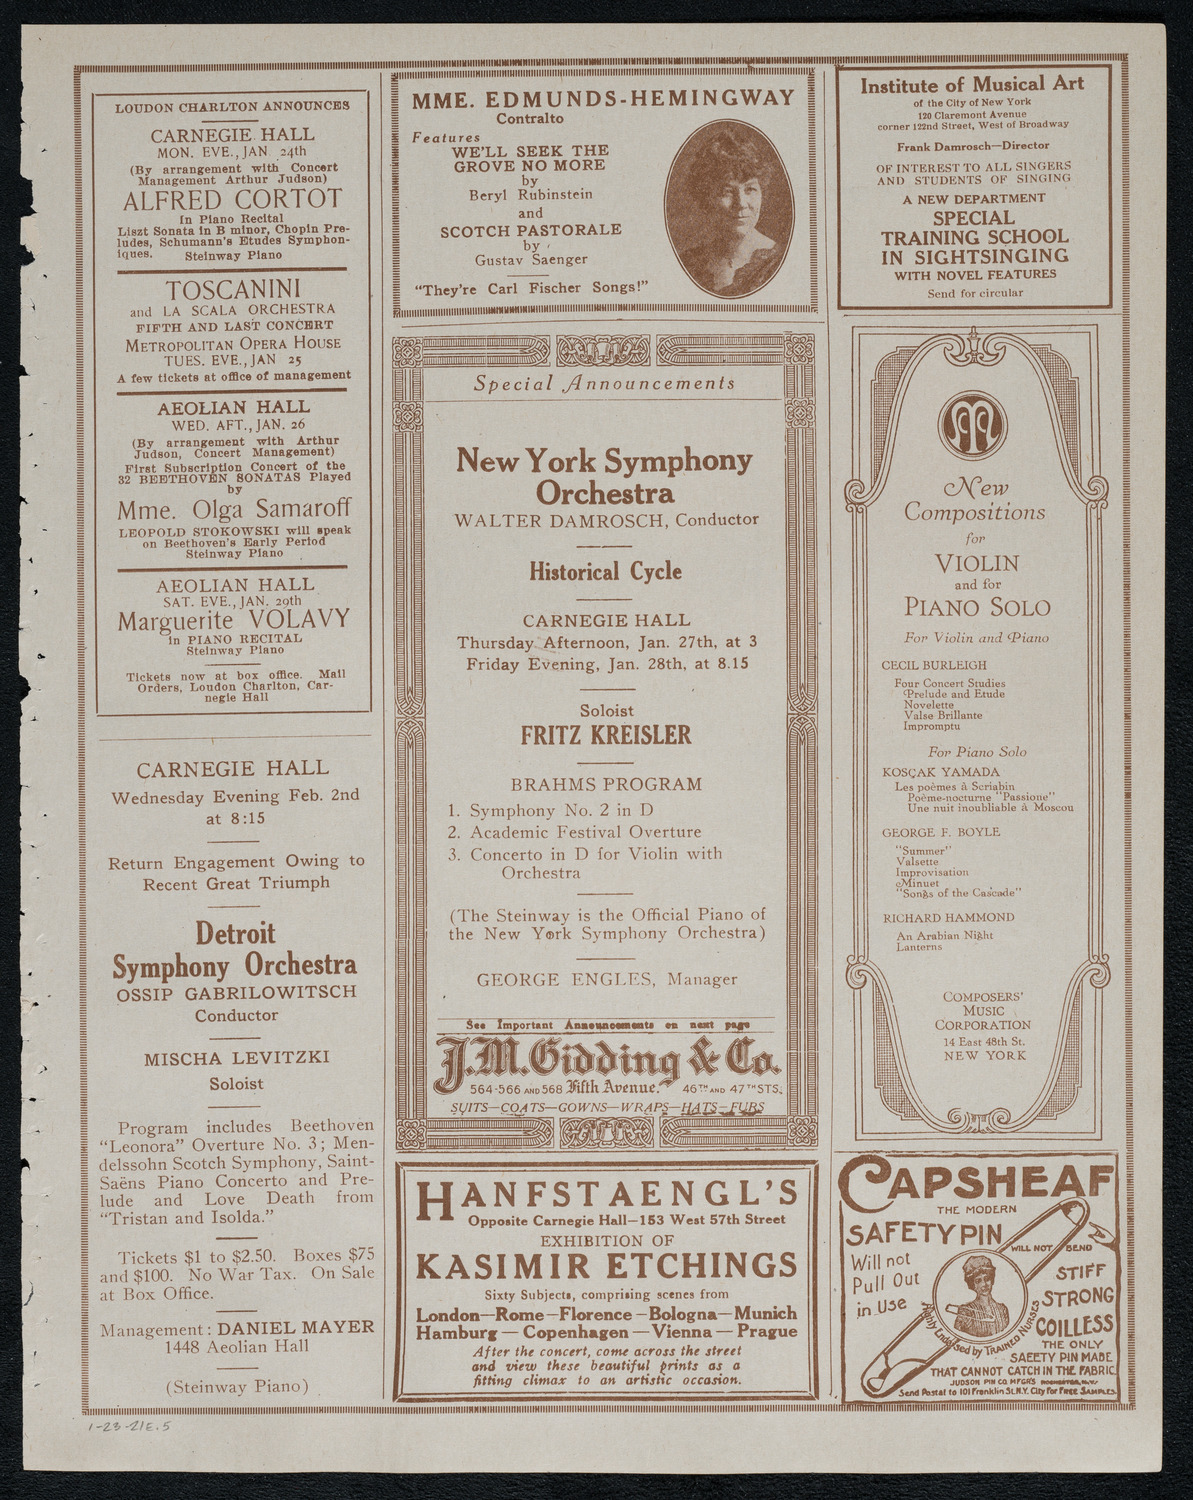 LOUDON CHARLTON ANNOUNCES
CARNEGIE HALL
MON. EVE., JAN 24th
(By arrangement with Concert
Management Arthur Judson)
ALFRED CORTOT
In Piano Recital
Liszt Sonata in B minor, Chopin Pre-
ludes, Schumann's Etudes Symphon-
iques. Steinway Piano
TOSCANINI
and LA SCALA ORCHESTRA
FIFTH AND LAST CONCERT
METROPOLITAN OPERA HOUSE
TUES. EVE., JAN 25
A few tickets at office of management
AEOLIAN HALL
WED. AFT., JAN. 26
(By arrangement with Arthur
Judson, Concert Management)
First Subscription Concert of the
32 BEETHOVEN SONATAS Played
by
Mme. Olga Samaroff
LEOPOLD STOKOWSKI will speak
on Beethoven's Early Period
Steinway Piano
AEOLIAN HALL
SAT. EVE., JAN. 29th
Marguerite VOLAVY
in PIANO RECITAL
Steinway Piano
Tickets now at box office. Mail
Orders, Loudon Charlton, Car-
negie Hall
CARNEGIE HALL
Wednesday Evening Feb. 2nd
at 8:15
Return Engagement Owing to
Recent Great Triumph
Detroit
Symphony Orchestra
OSSIP GABRILOWITSCH
Conductor
MISCHA LEVITZKI
Soloist
Program includes Beethoven
"Leonora" Overture No. 3; Men-
delssohn Scotch Symphony, Saint-
Saëns Piano Concerto and Pre-
lude and Love Death from
"Tristan and Isolda."
Tickets $1 to $2.50. Boxes $75
and $100. No War Tax. On Sale
at Box Office.
Management: DANIEL MAYER
1448 Aeolian Hall
(Steinway Piano)
MME. EDMUNDS-HEMINGWAY
Contralto
Features
WE'LL SEEK THE
GROVE NO MORE
by
Beryl Rubinstein
and
SCOTCH PASTORALE
by
Gustav Saenger
"They're Carl Fischer Songs!"
Special Announcements
New York Symphony
Orchestra
WALTER DAMROSCH, Conductor
Historical Cycle
CARNEGIE HALL
Thursday Afternoon, Jan. 27th, at 3
Friday Evening, Jan. 28th, at 8.15
Soloist
FRITZ KREISLER
BRAHMS PROGRAM
1. Symphony No. 2 in D
2. Academic Festival Overture
3. Concerto in D for Violin with
Orchestra
(The Steinway is the Official Piano of
the New York Symphony Orchestra)
GEORGE ENGLES, Manager
See Important Announcements on next page
J.M. Gidding & Co.
564-566 AND 568 Fifth Avenue. 46TH AND 47TH STS.
SUITS—COATS—GOWNS—WRAPS—HATS—FURS
HANFSTAENGL'S
Opposite Carnegie Hall—153 West 57th Street
EXHIBITION OF
KASIMIR ETCHINGS
Sixty Subjects, comprising scenes from
London—Rome—Florence—Bologna—Munich
Hamburg—Copenhagen—Vienna—Prague
After the concert, come across the street
and view these beautiful prints as a
fitting climax to an artistic occasion.
Institute of Musical Art
of the City of New York
120 Claremont Avenue
corner 122nd Street, West of Broadway
Frank Damrosch—Director
OF INTEREST TO ALL SINGERS
AND STUDENTS OF SINGING
A NEW DEPARTMENT
SPECIAL
TRAINING SCHOOL
IN SIGHTSINGING
WITH NOVEL FEATURES
Send for circular
New
Compositions
for
VIOLIN
and for
PIANO SOLO
For Violin and Piano
CECIL BURLEIGH
Four Concert Studies
Prelude and Etude
Novelette
Valse Brillante
Impromptu
For Piano Solo
KOSÇAK YAMADA
Les poèmes à Scriabin
Poème-nocturne "Passione"
Une nuit inoubliable à Moscou
GEORGE F. BOYLE
"Summer"
Valsette
Improvisation
Minuet
"Songs of the Cascade"
RICHARD HAMMOND
An Arabian Night
Lanterns
COMPOSERS'
MUSIC
CORPORATION
14 East 48th St.
NEW YORK
CAPSHEAF
THE MODERN
SAFETY PIN
WILL NOT BEND
Will not
Pull Out
in Use
STIFF
STRONG
COILLESS
Highly Endorsed by TRAINED NURSES
THE ONLY
SAFETY PIN MADE
THAT CANNOT CATCH IN THE FABRIC
JUDSON PIN CO. MFGR'S ROCHESTER, N.Y.
Send Postal to 101 Franklin St. N.Y. City For FREE SAMPLES
1-23-21E.5